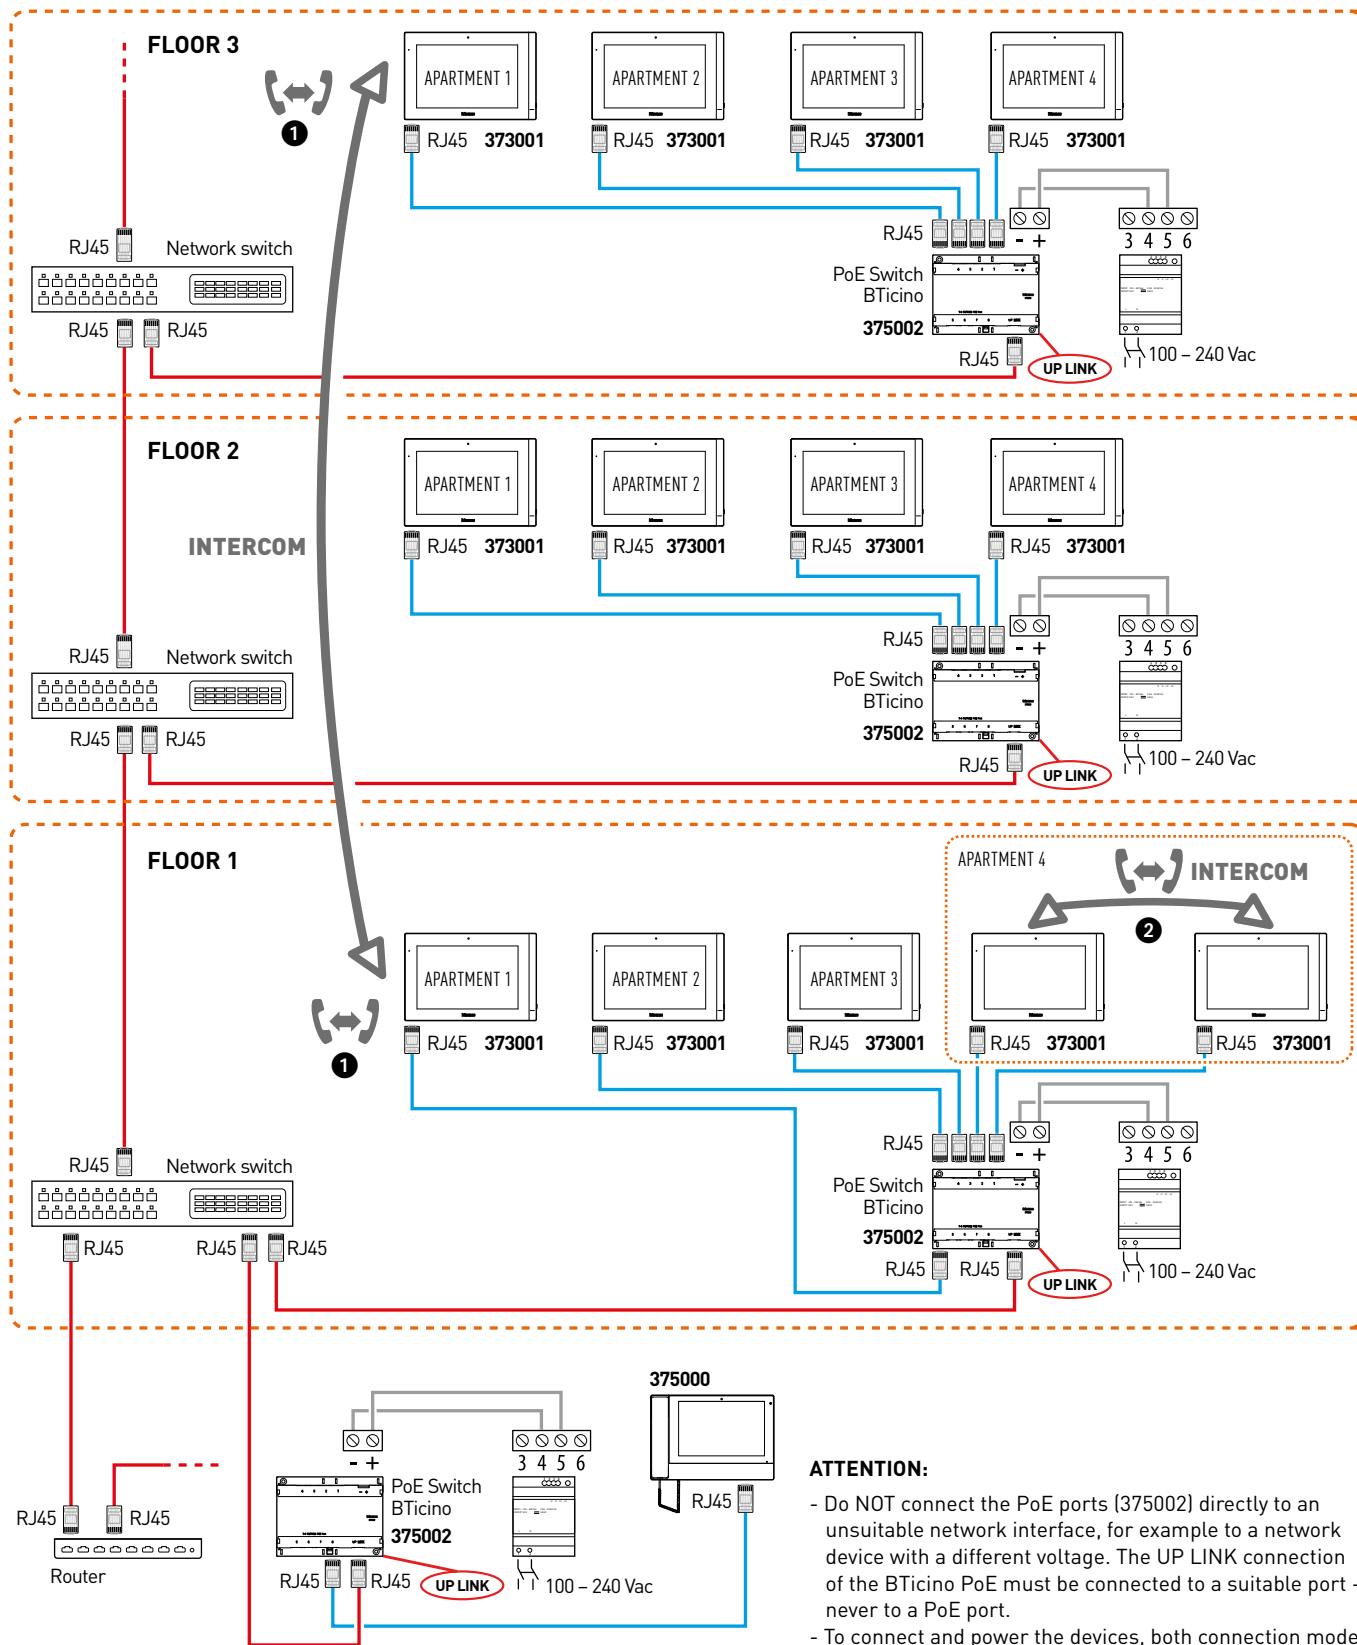 FLOOR 3
1
APARTMENT 1
APARTMENT 2
APARTMENT 3
APARTMENT 4
RJ45 373001
RJ45 373001
RJ45 373001
RJ45 373001
RJ45
Network switch
RJ45
- +
3 4 5 6
PoE Switch
BTicino
375002
RJ45
RJ45
RJ45
UP LINK
100 – 240 Vac
FLOOR 2
APARTMENT 1
APARTMENT 2
APARTMENT 3
APARTMENT 4
INTERCOM
RJ45 373001
RJ45 373001
RJ45 373001
RJ45 373001
RJ45
Network switch
RJ45
- +
3 4 5 6
PoE Switch
BTicino
375002
RJ45
RJ45
RJ45
UP LINK
100 – 240 Vac
FLOOR 1
APARTMENT 4
INTERCOM
2
APARTMENT 1
APARTMENT 2
APARTMENT 3
1
RJ45 373001
RJ45 373001
RJ45 373001
RJ45 373001
RJ45 373001
RJ45
Network switch
RJ45
- +
3 4 5 6
PoE Switch
BTicino
375002
RJ45
RJ45
RJ45
RJ45
RJ45
UP LINK
100 – 240 Vac
375000
- +
3 4 5 6
PoE Switch
BTicino
375002
RJ45
RJ45
RJ45
Router
RJ45
RJ45
UP LINK
100 – 240 Vac
ATTENTION:
- Do NOT connect the PoE ports (375002) directly to an
unsuitable network interface, for example to a network
device with a different voltage. The UP LINK connection
of the BTicino PoE must be connected to a suitable port -
never to a PoE port.
- To connect and power the devices, both connection mode